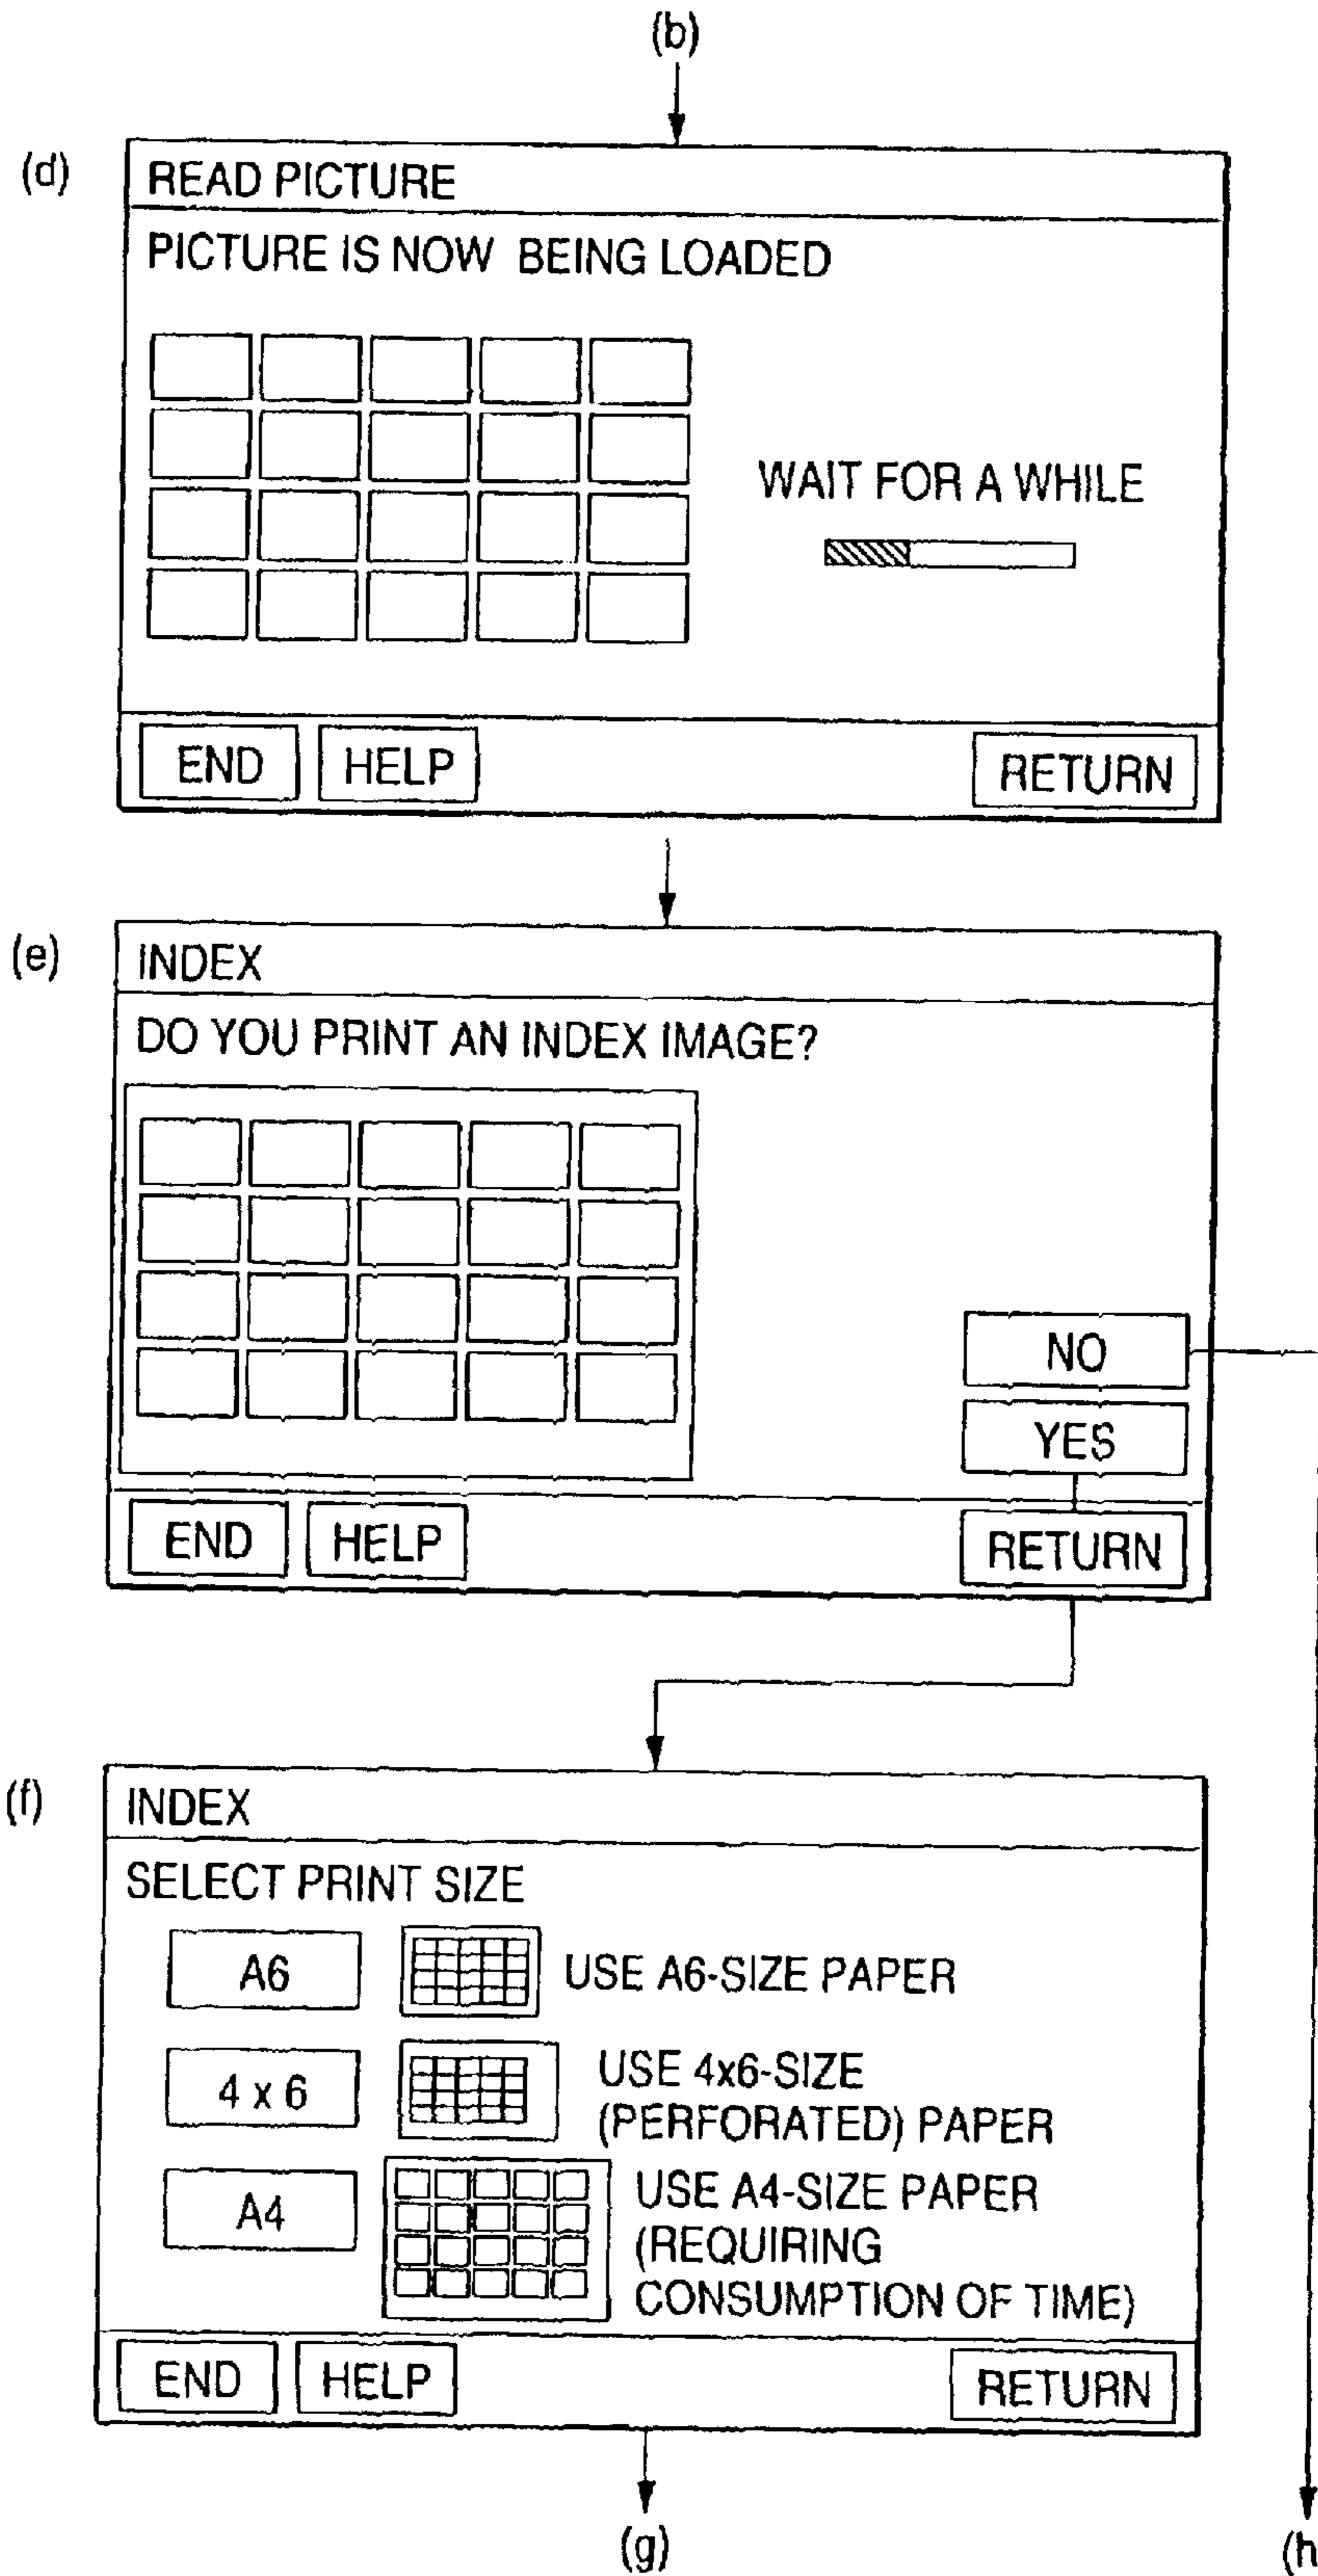 (b)
(d)
READ PICTURE
PICTURE IS NOW BEING LOADED
WAIT FOR A WHILE
END HELP RETURN
(e)
INDEX
DO YOU PRINT AN INDEX IMAGE?
NO
YES
END HELP RETURN
(f)
INDEX
SELECT PRINT SIZE
A6 USE A6-SIZE PAPER
4 x 6 USE 4x6-SIZE
(PERFORATED) PAPER
A4 USE A4-SIZE PAPER
(REQUIRING
CONSUMPTION OF TIME)
END HELP RETURN
(g) (h